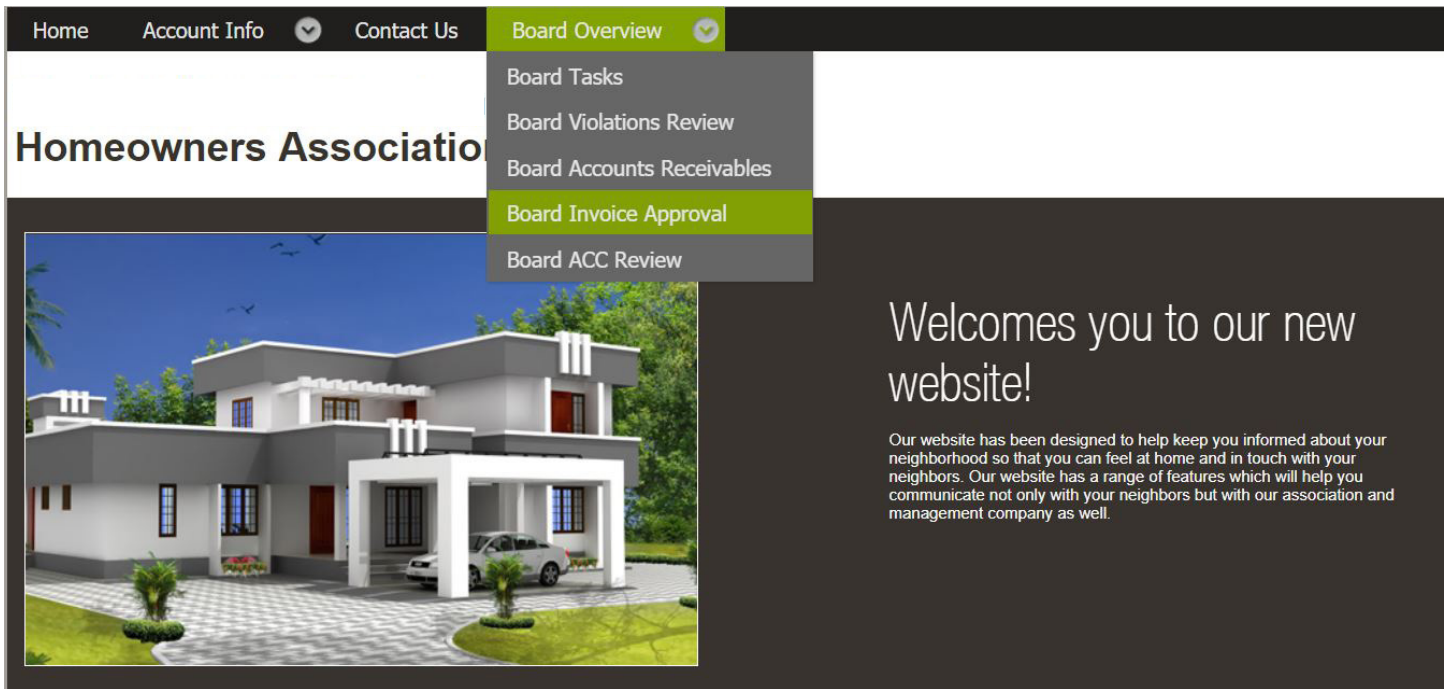 Home Account Info Contact Us Board Overview
Board Tasks
Board Violations Review
Board Accounts Receivables
Board Invoice Approval
Board ACC Review
Homeowners Associatio
Welcomes you to our new
website!
Our website has been designed to help keep you informed about your
neighborhood so that you can feel at home and in touch with your
neighbors. Our website has a range of features which will help you
communicate not only with your neighbors but with our association and
management company as well.